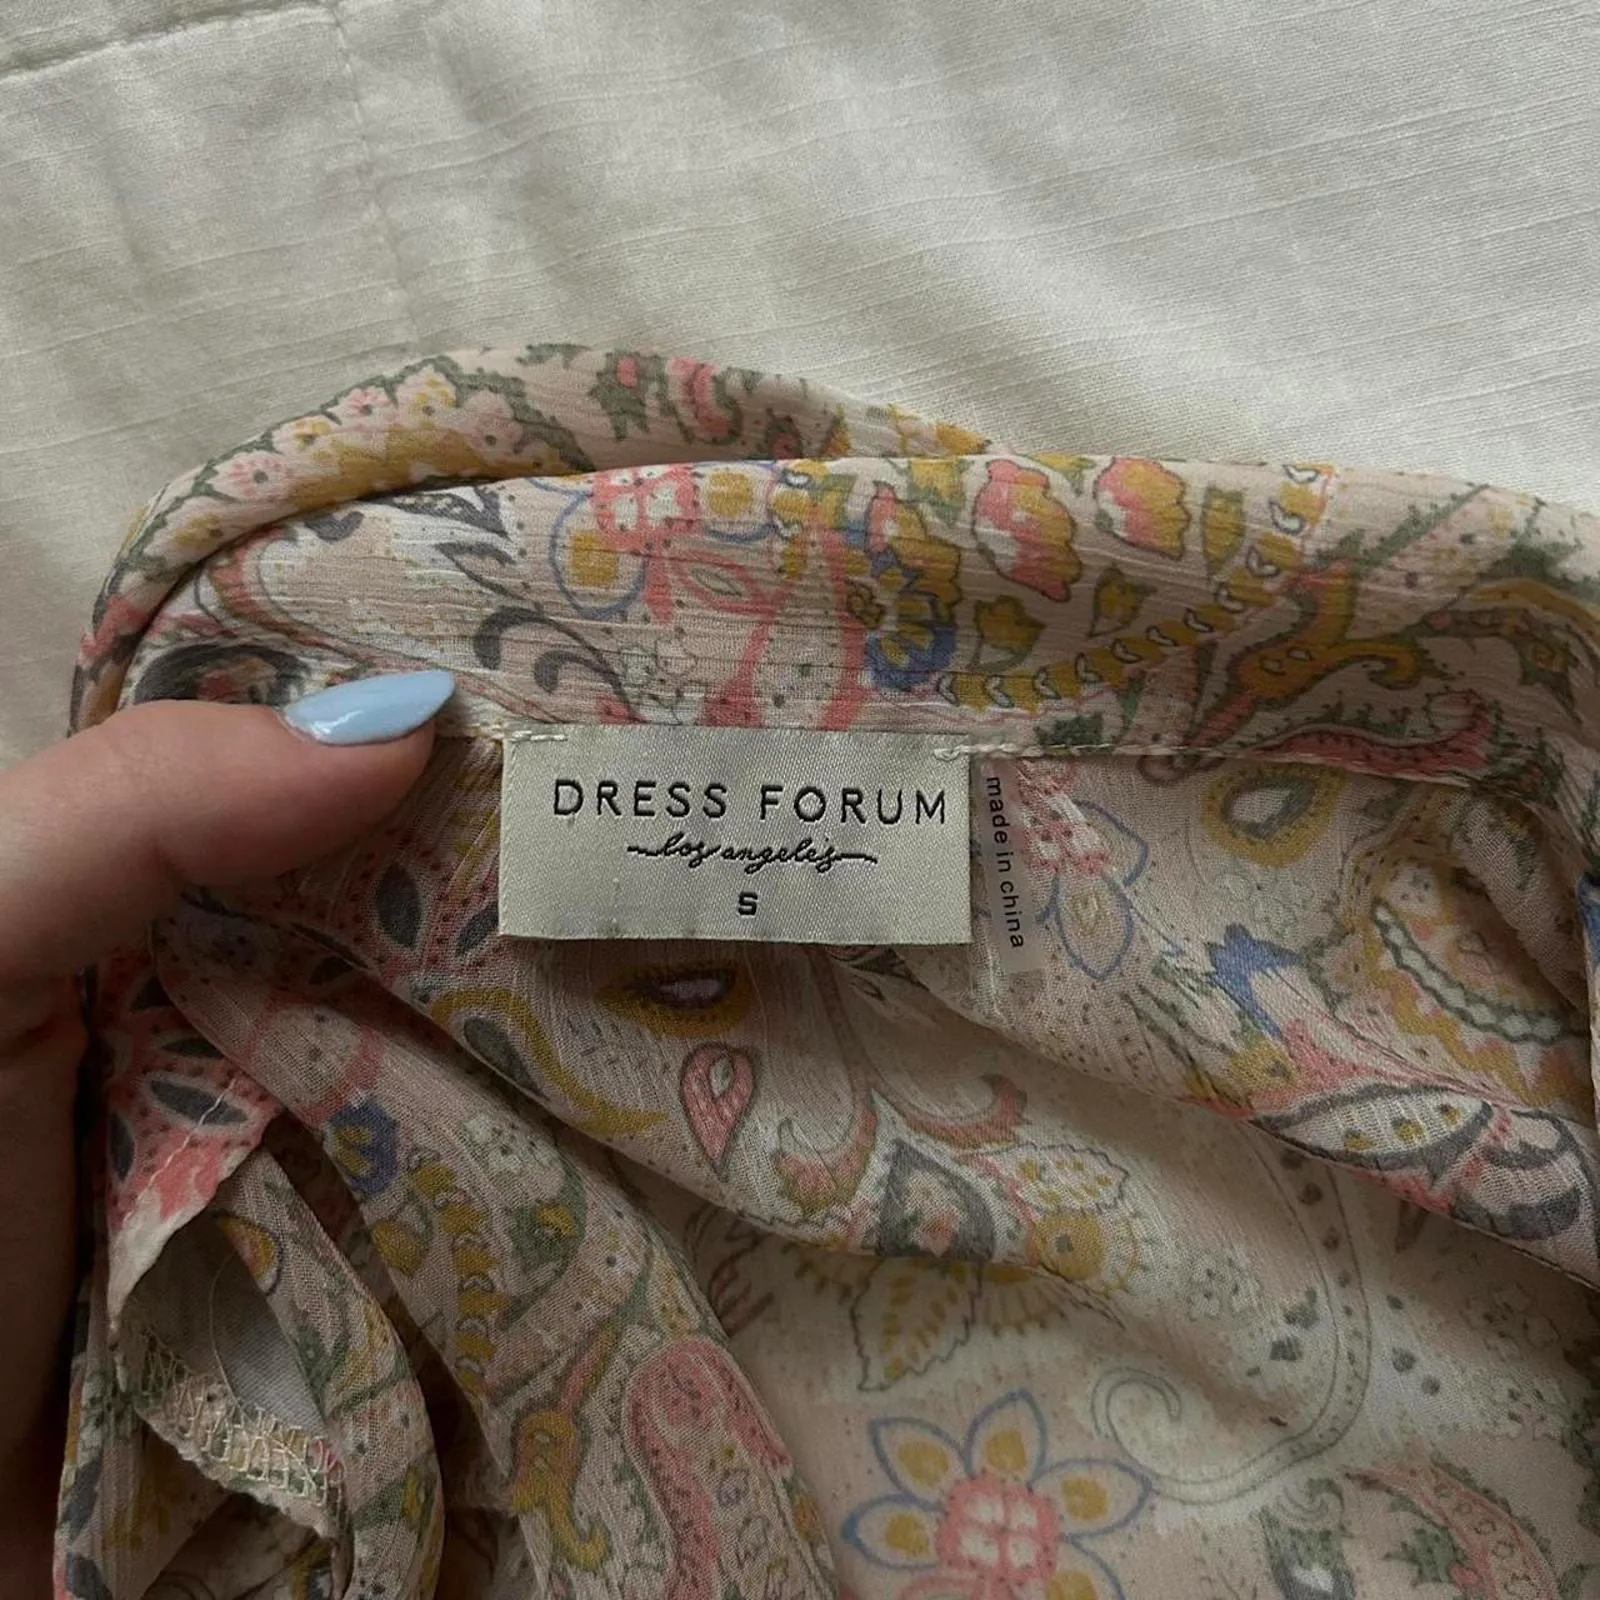 DRESS FORUM
los angeles
S
made in china